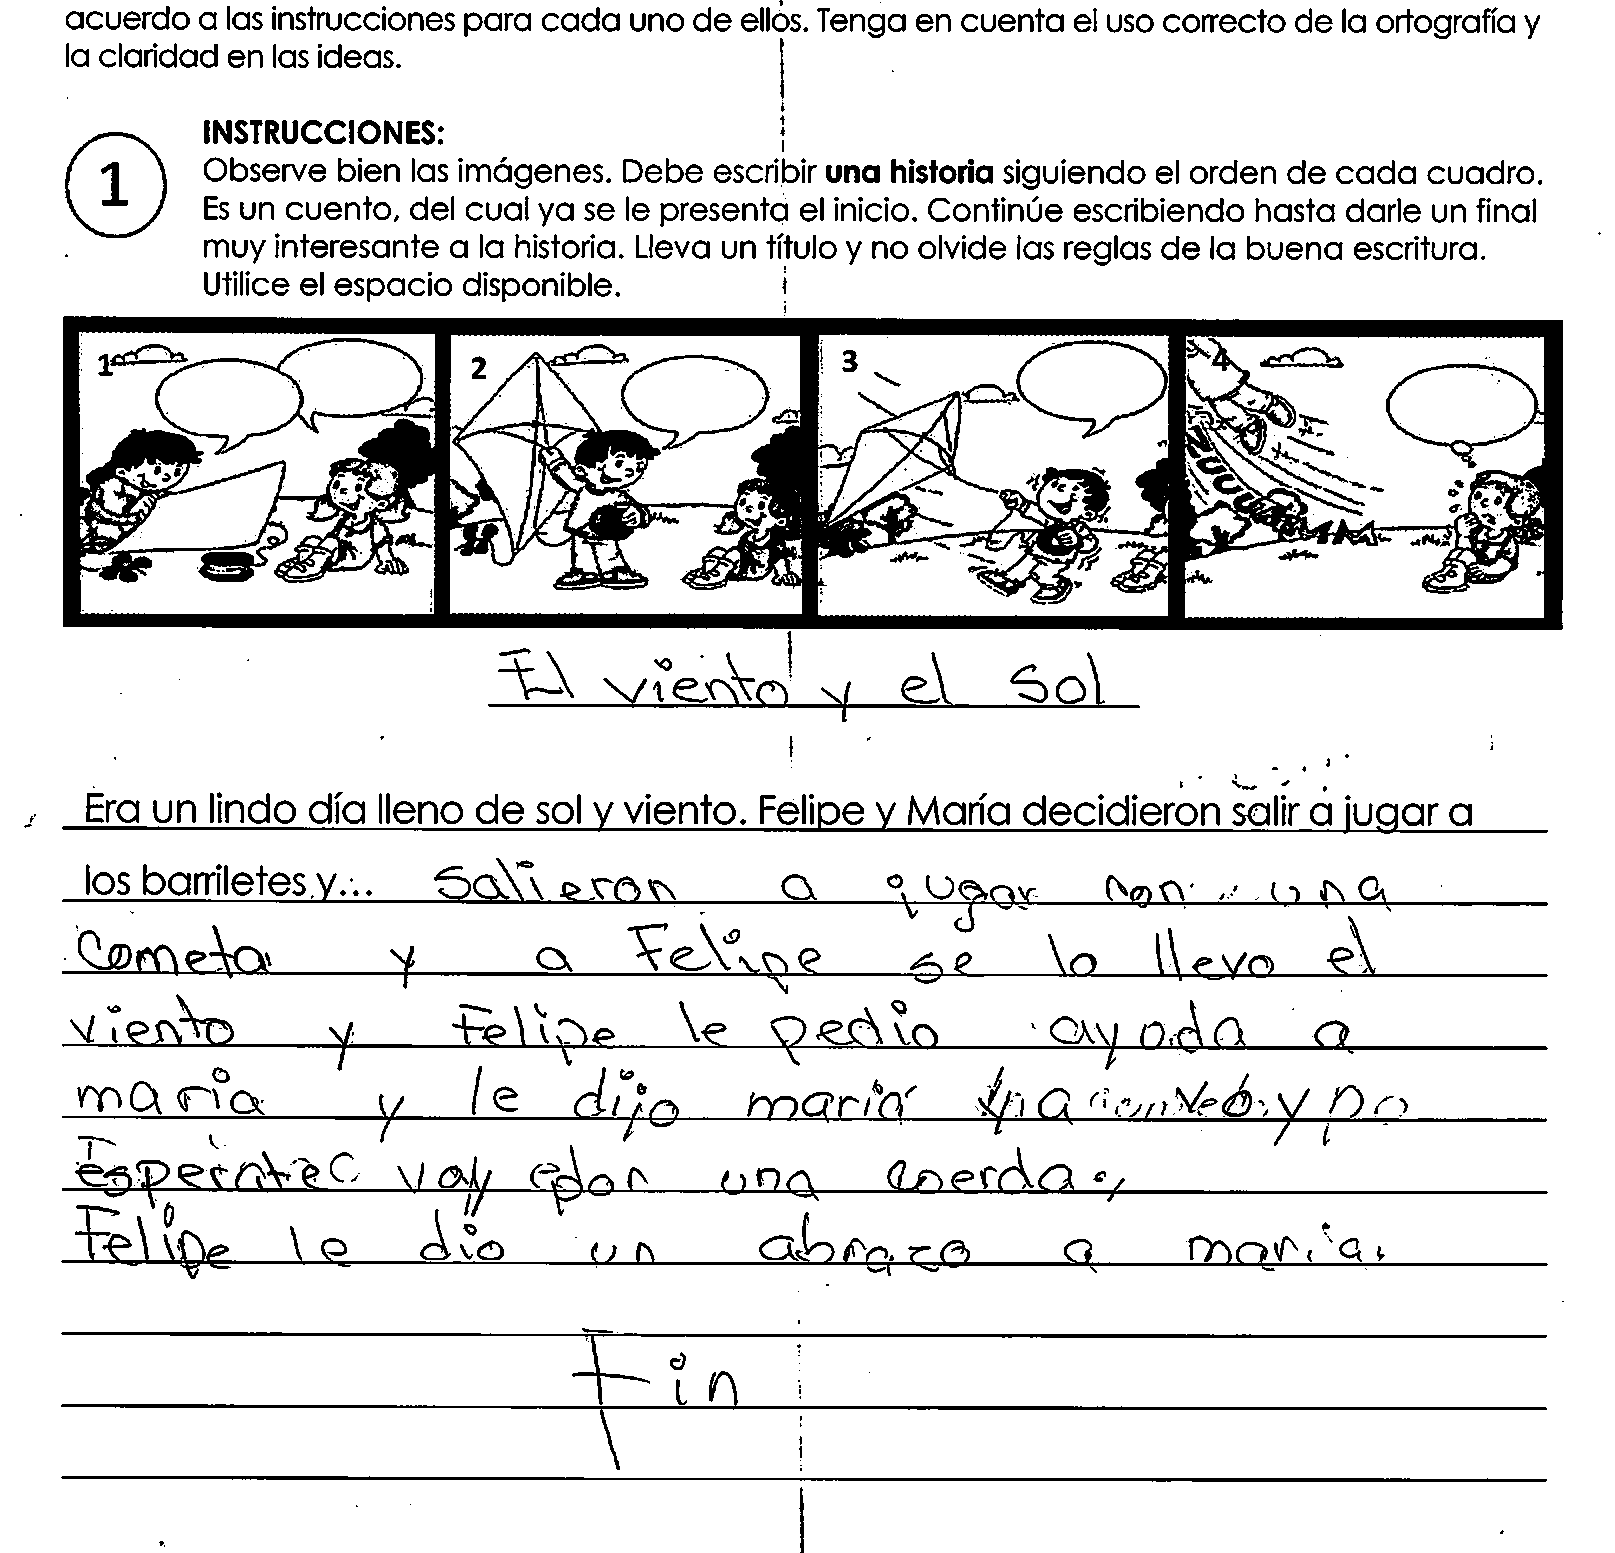 acuerdo a las instrucciones para cada uno de ellos. Tenga en cuenta el uso correcto de la ortografía y
la claridad en las ideas.
1
INSTRUCCIONES:
Observe bien las imágenes. Debe escribir una historia siguiendo el orden de cada cuadro.
Es un cuento, del cual ya se le presenta el inicio. Continúe escribiendo hasta darle un final
muy interesante a la historia. Lleva un título y no olvide las reglas de la buena escritura.
Utilice el espacio disponible.
1 2 3 4
El viento y el sol
Era un lindo día lleno de sol y viento. Felipe y María decidieron salir a jugar a
los barriletes y... salieron a jugar con una
cometa y a Felipe se lo llevo el
viento y Felipe le pedio ayoda a
maria y le dijo maria
voy por una coerda.
Felipe le dio un abrazo a maria.
Fin